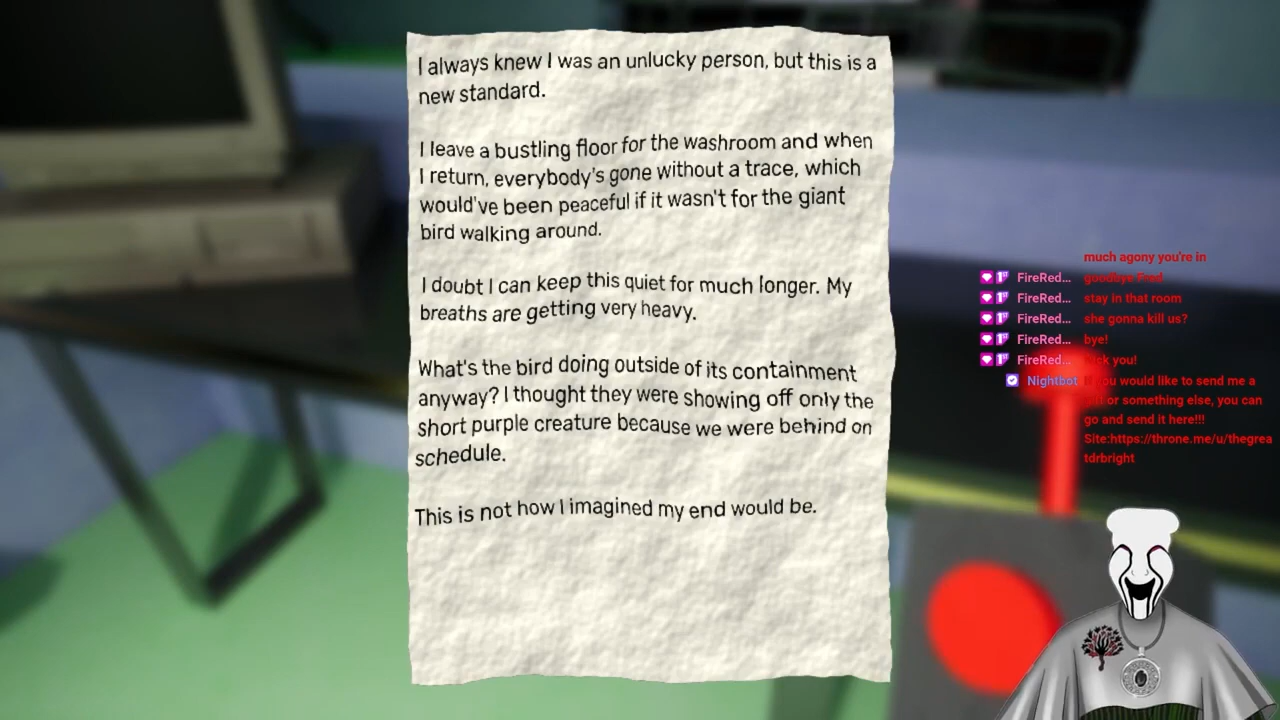 I always knew I was an unlucky person, but this is a
new standard.
I leave a bustling floor for the washroom and when
I return, everybody's gone without a trace, which
would've been peaceful if it wasn't for the giant
bird walking around.
I doubt I can keep this quiet for much longer. My
breaths are getting very heavy.
What's the bird doing outside of its containment
anyway? I thought they were showing off only the
short purple creature because we were behind on
schedule.
This is not how I imagined my end would be.
much agony you're in
FireRed... goodbye Fred
FireRed... stay in that room
FireRed... she gonna kill us?
FireRed... bye!
FireRed... you!
Nightbot you would like to send me a
or something else, you can
go and send it here!!!
Site:https://throne.me/u/thegrea
tdrbright